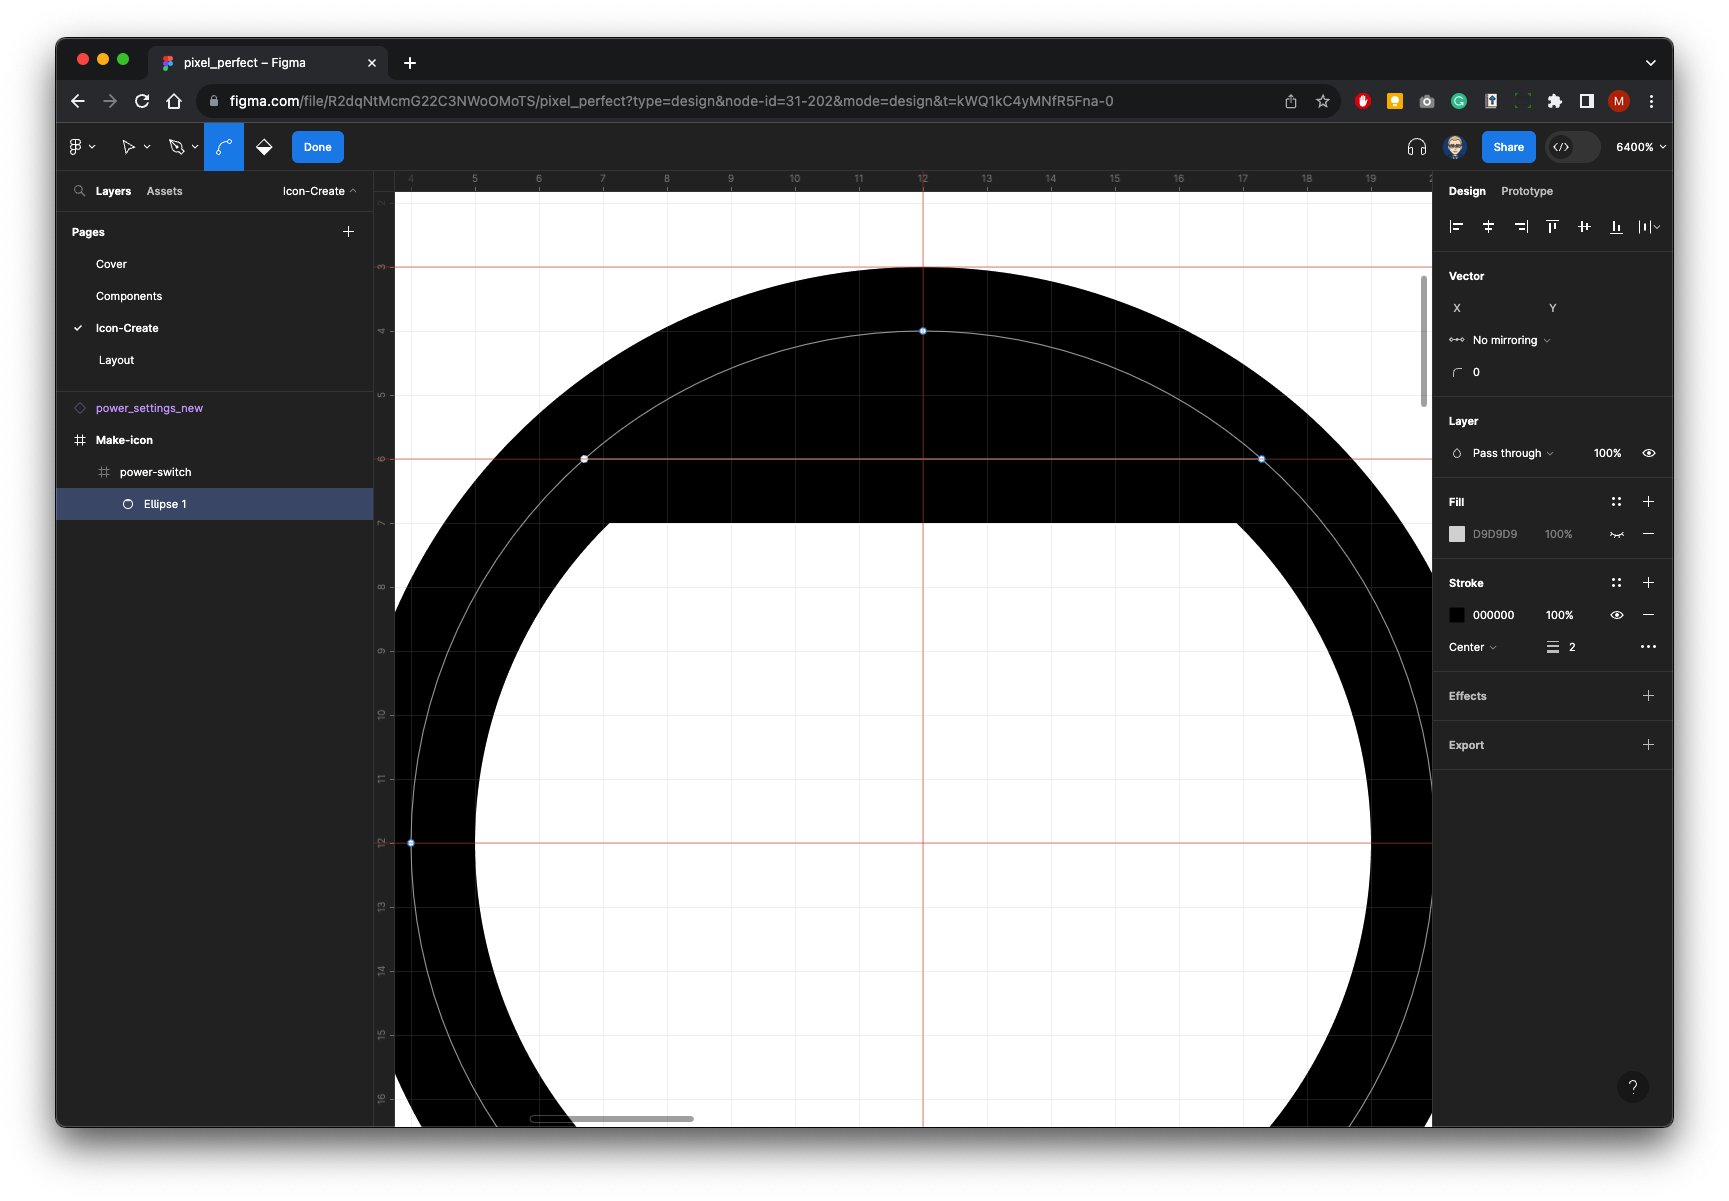 pixel_perfect – Figma
figma.com/file/R2dqNtMcmG22C3NWoOMoTS/pixel_perfect?type=design&node-id=31-202&mode=design&t=kWQ1kC4yMNfR5Fna-0
M
Done
Share
6400%
Layers Assets Icon-Create
4 5 6 7 8 9 10 11 12 13 14 15 16 17 18 19
Design Prototype
Pages
Cover
Components
Icon-Create
Layout
power_settings_new
Make-icon
power-switch
Ellipse 1
2
3
4
5
6
7
8
9
10
11
12
13
14
15
16
Vector
X Y
No mirroring
0
Layer
Pass through 100%
Fill
D9D9D9 100%
Stroke
000000 100%
Center 2
Effects
Export
?